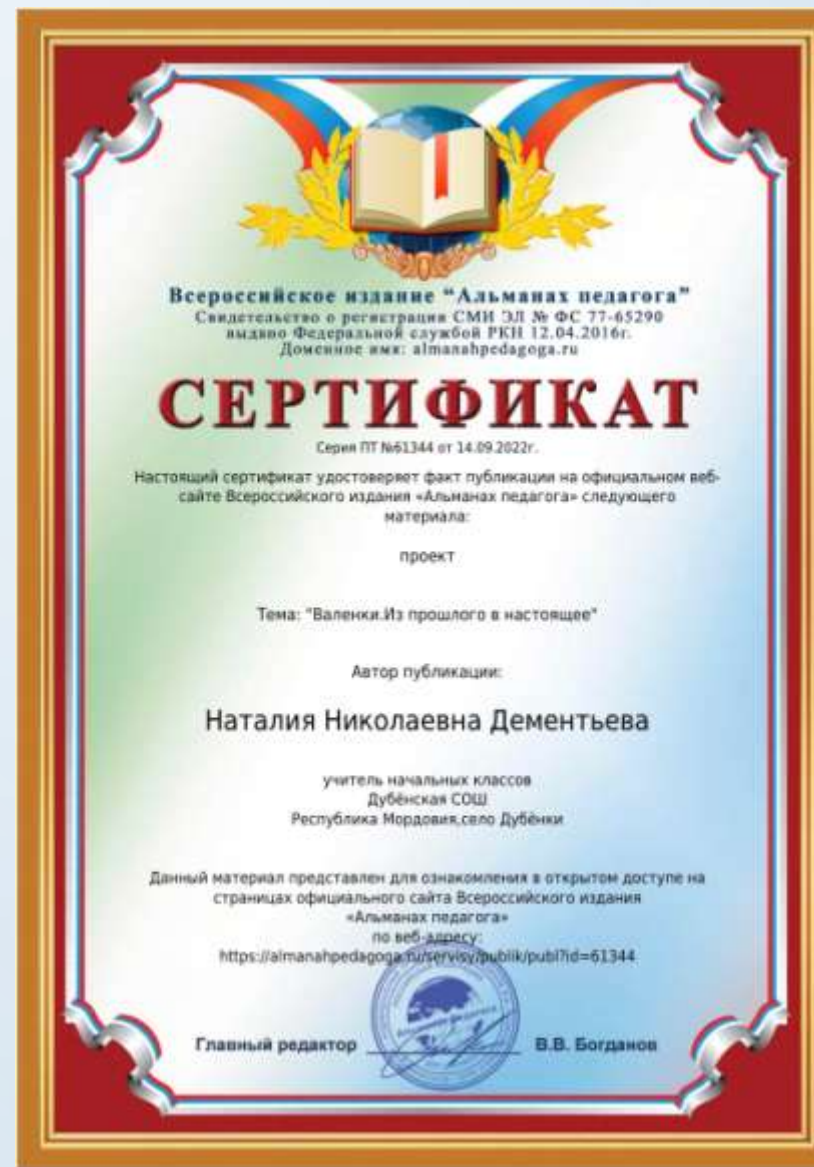 Всероссийское издание "Альманах педагога"
Свидетельство о регистрации СМИ ЭЛ № ФС 77-65290
выдано Федеральной службой РКН 12.04.2016г.
Доменное имя: almanahpedagoga.ru
СЕРТИФИКАТ
Серия ПТ №61344 от 14.09.2022г.
Настоящий сертификат удостоверяет факт публикации на официальном веб-
сайте Всероссийского издания «Альманах педагога» следующего
материала:
проект
Тема: "Валенки.Из прошлого в настоящее"
Автор публикации:
Наталия Николаевна Дементьева
учитель начальных классов
Дубёнская СОШ
Республика Мордовия,село Дубёнки
Данный материал представлен для ознакомления в открытом доступе на
страницах официального сайта Всероссийского издания
«Альманах педагога»
по веб-адресу:
https://almanahpedagoga.ru/servisy/publik/publ?id=61344
Главный редактор В.В. Богданов